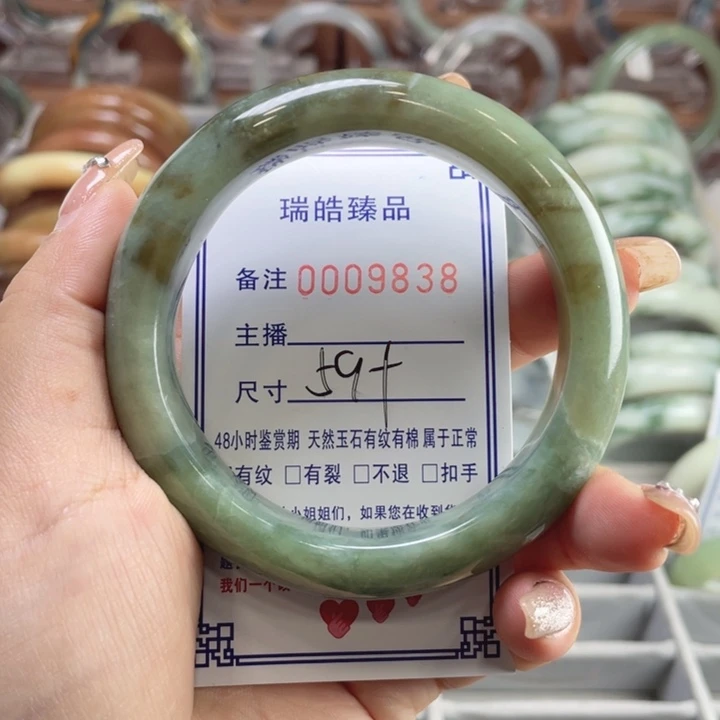 瑞皓臻品
备注 0009838
主播
尺寸 59+
48小时鉴赏期 天然玉石有纹有棉 属于正常
有纹 □有裂 □不退 □扣手
小姐姐们，如果您在收到
我们一个